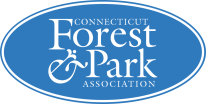 CONNECTICUT
Forest
& Park
ASSOCIATION